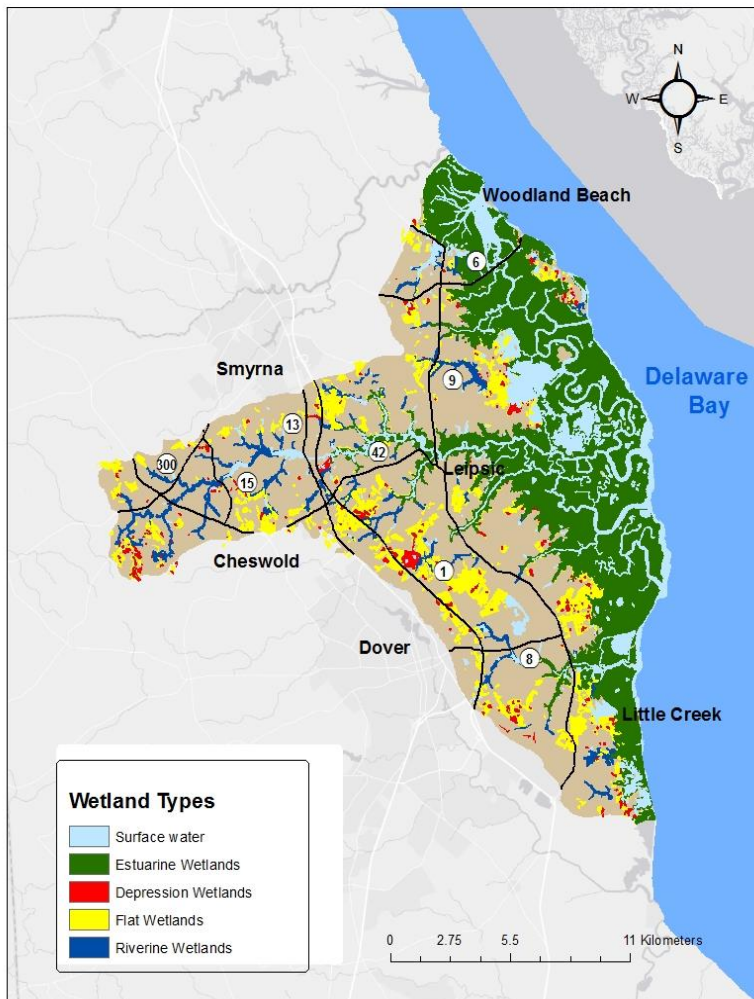 N
W
E
S
Woodland Beach
6
Smyrna
9
Delaware
Bay
13
42
300
15
Leipsic
Cheswold
1
Dover
8
Little Creek
Wetland Types
Surface water
Estuarine Wetlands
Depression Wetlands
Flat Wetlands
Riverine Wetlands
0
2.75
5.5
11 Kilometers